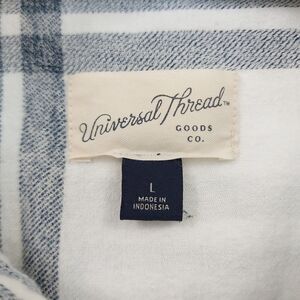 Universal Thread™
GOODS
CO.
L
MADE IN
INDONESIA